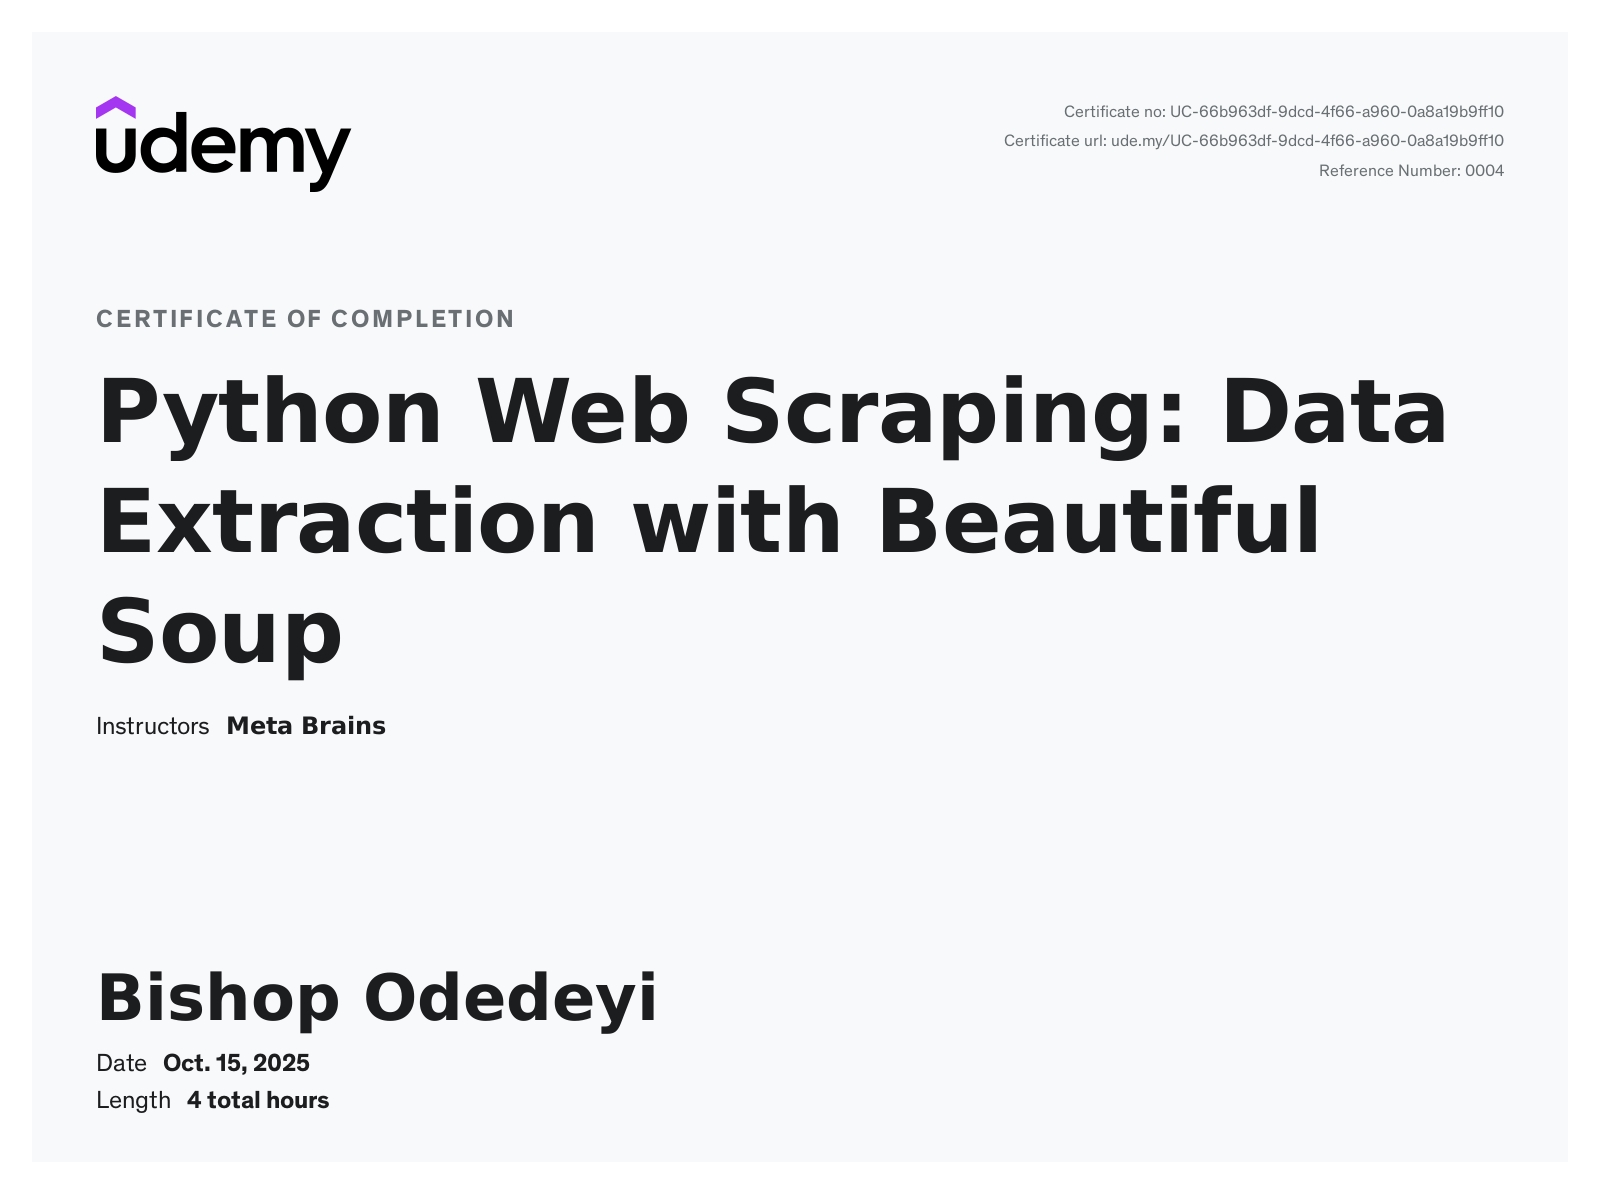 udemy
Certificate no: UC-66b963df-9dcd-4f66-a960-0a8a19b9ff10
Certificate url: ude.my/UC-66b963df-9dcd-4f66-a960-0a8a19b9ff10
Reference Number: 0004
CERTIFICATE OF COMPLETION
Python Web Scraping: Data
Extraction with Beautiful
Soup
Instructors Meta Brains
Bishop Odedeyi
Date Oct. 15, 2025
Length 4 total hours